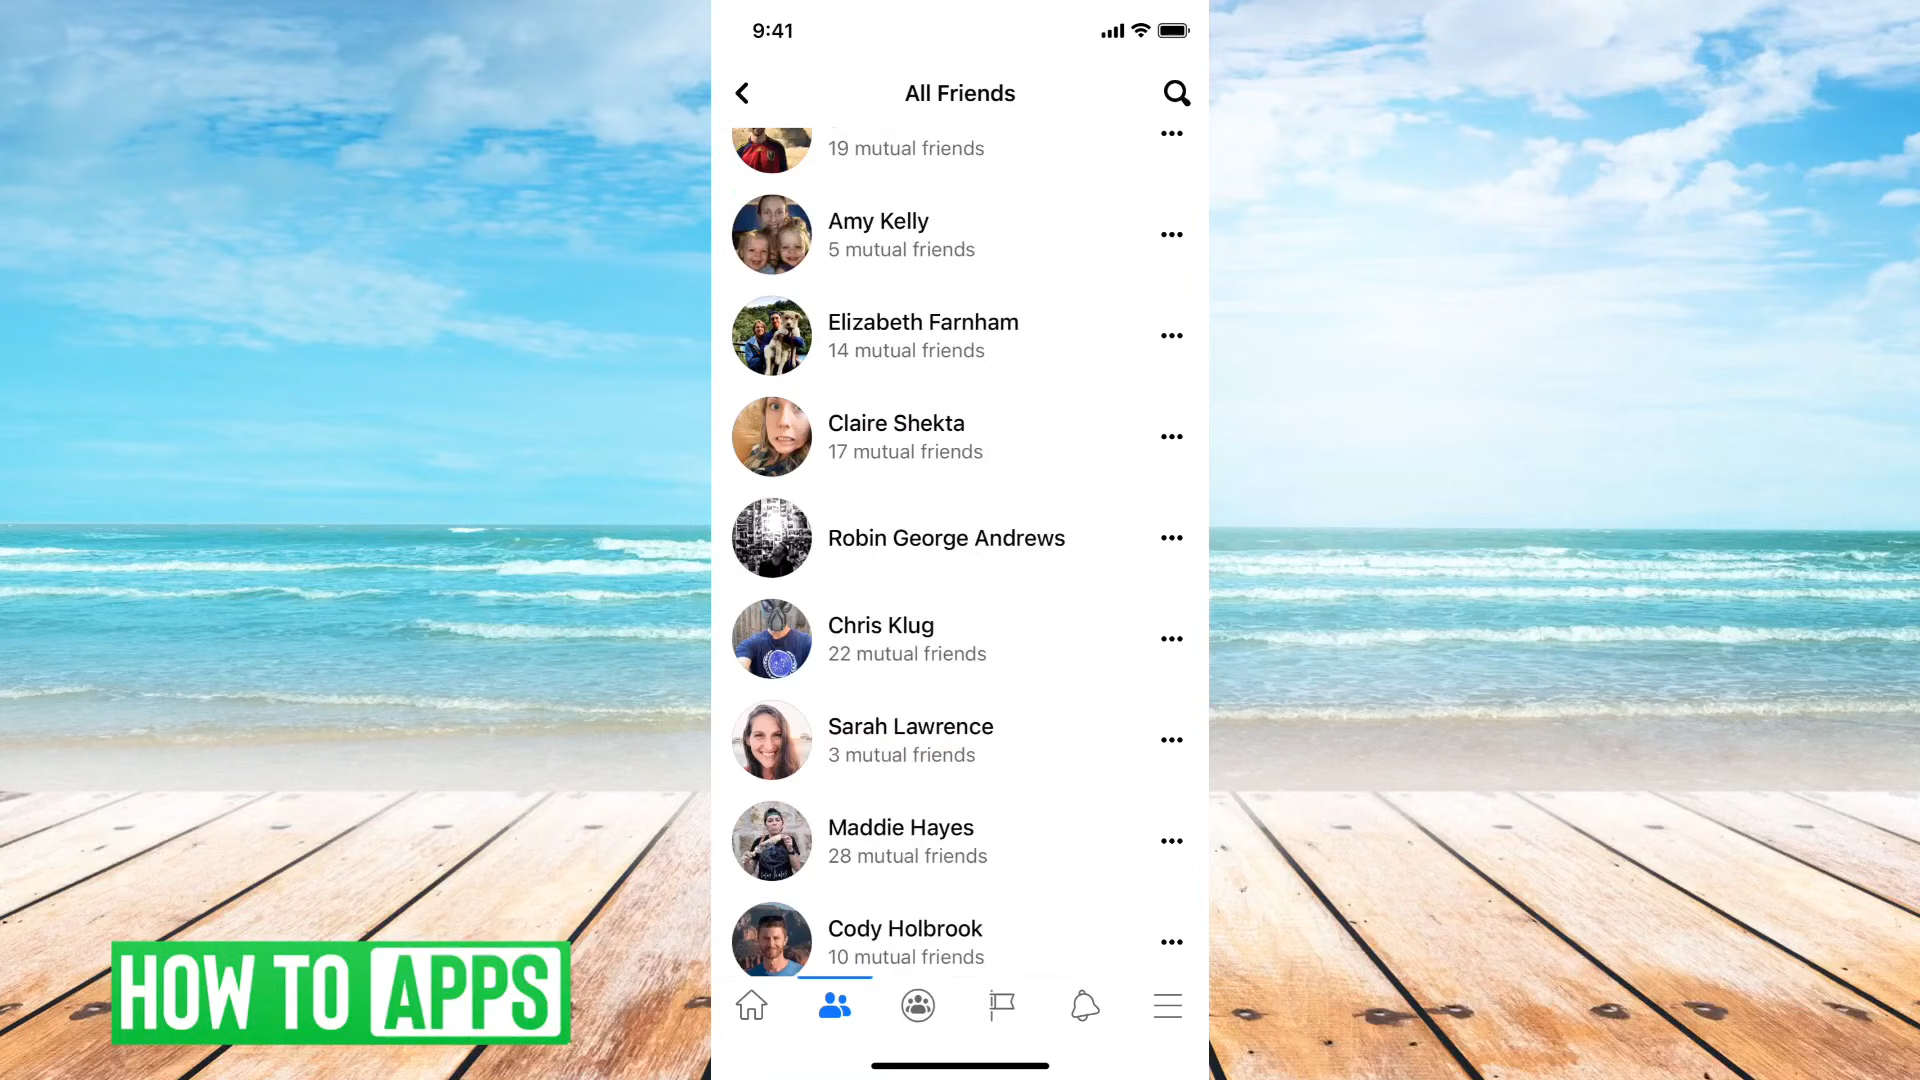 9:41
All Friends
19 mutual friends
Amy Kelly
5 mutual friends
Elizabeth Farnham
14 mutual friends
Claire Shekta
17 mutual friends
Robin George Andrews
Chris Klug
22 mutual friends
Sarah Lawrence
3 mutual friends
Maddie Hayes
28 mutual friends
Cody Holbrook
10 mutual friends
HOW TO APPS